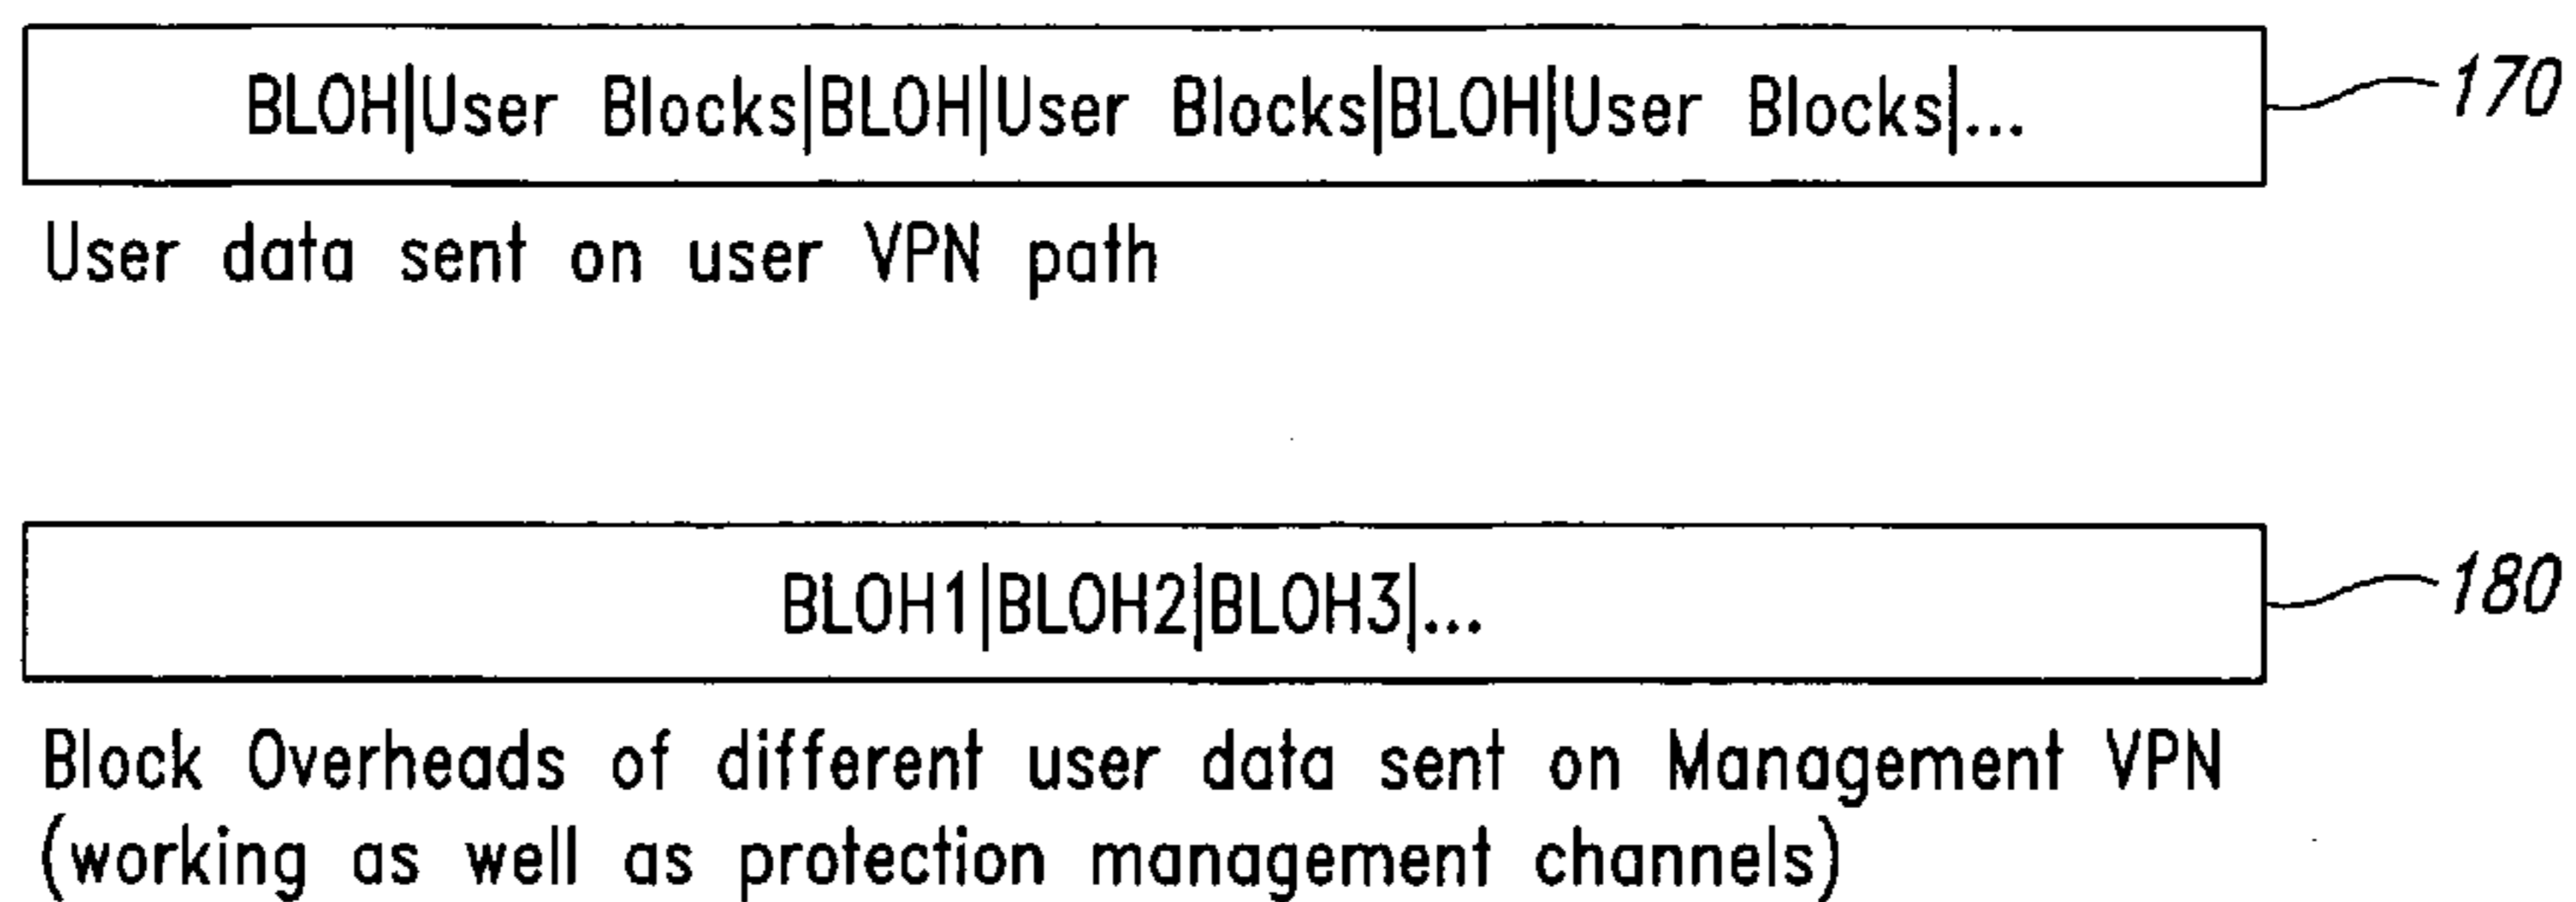 BLOH|User Blocks|BLOH|User Blocks|BLOH|User Blocks|...
170
User data sent on user VPN path
BLOH1|BLOH2|BLOH3|...
180
Block Overheads of different user data sent on Management VPN
(working as well as protection management channels)